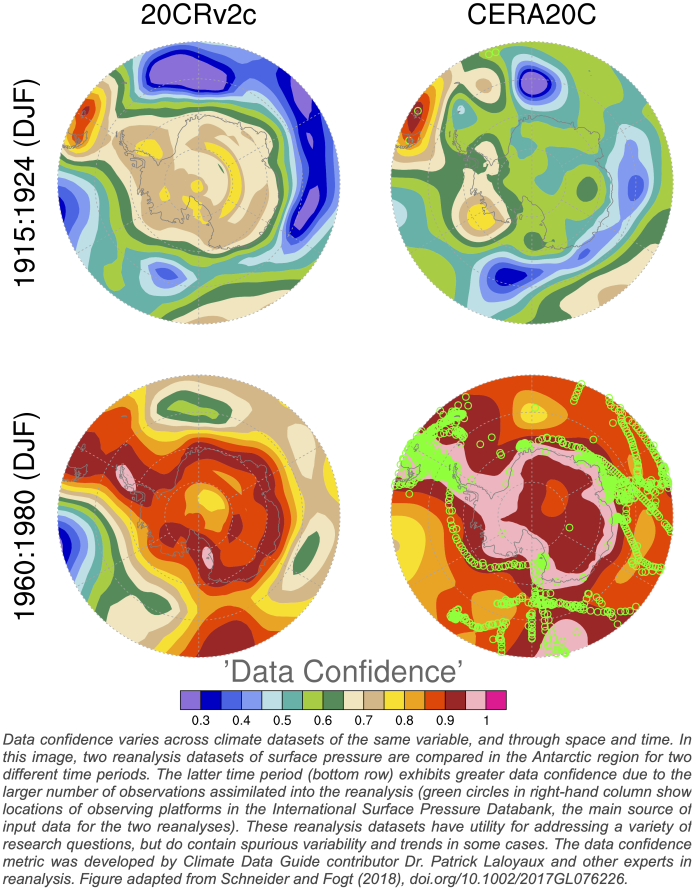 20CRv2c CERA20C
1915:1924 (DJF)
1960:1980 (DJF)
'Data Confidence'
0.3 0.4 0.5 0.6 0.7 0.8 0.9 1
Data confidence varies across climate datasets of the same variable, and through space and time. In
this image, two reanalysis datasets of surface pressure are compared in the Antarctic region for two
different time periods. The latter time period (bottom row) exhibits greater data confidence due to the
larger number of observations assimilated into the reanalysis (green circles in right-hand column show
locations of observing platforms in the International Surface Pressure Databank, the main source of
input data for the two reanalyses). These reanalysis datasets have utility for addressing a variety of
research questions, but do contain spurious variability and trends in some cases. The data confidence
metric was developed by Climate Data Guide contributor Dr. Patrick Laloyaux and other experts in
reanalysis. Figure adapted from Schneider and Fogt (2018), doi.org/10.1002/2017GL076226.